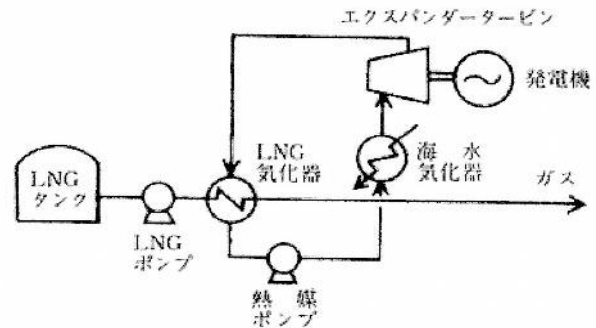 エクスパンダータービン
発電機
LNG
気化器
海水
気化器
ガス
LNG
タンク
LNG
ポンプ
熱媒
ポンプ